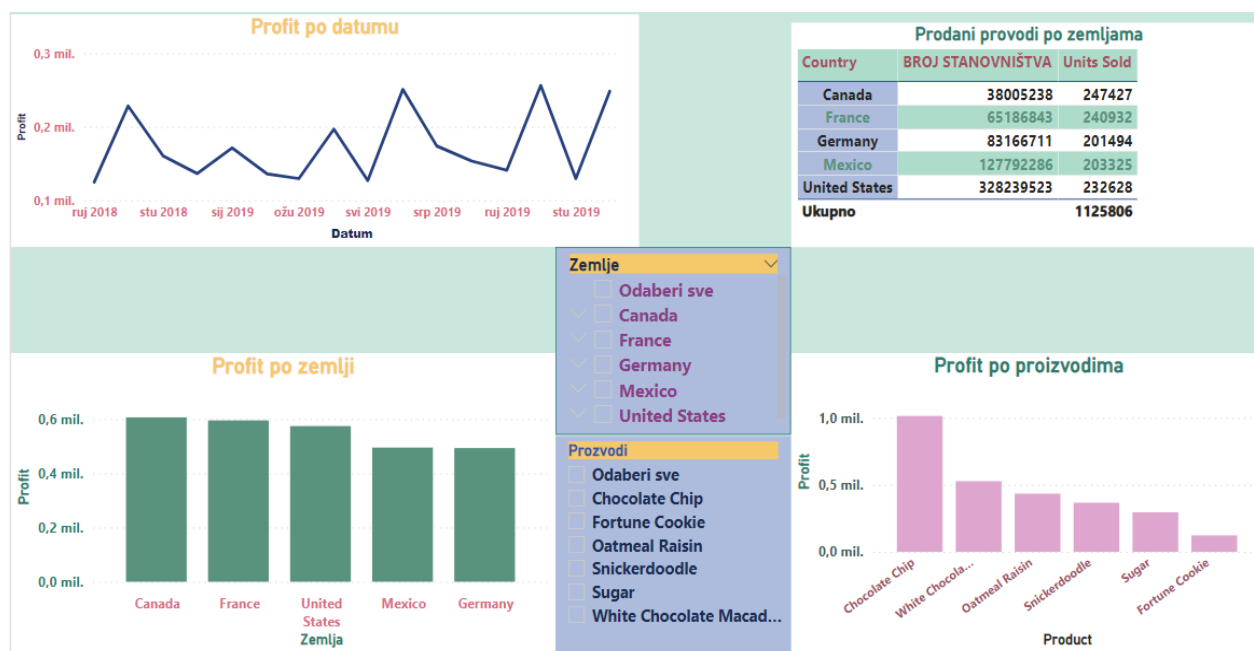 Profit po datumu
0,3 mil.
0,2 mil.
0,1 mil.
Profit
ruj 2018 stu 2018 sij 2019 ožu 2019 svi 2019 srp 2019 ruj 2019 stu 2019
Datum
Prodani provodi po zemljama
Country BROJ STANOVNIŠTVA Units Sold
Canada 38005238 247427
France 65186843 240932
Germany 83166711 201494
Mexico 127792286 203325
United States 328239523 232628
Ukupno 1125806
Zemlje
Odaberi sve
Canada
France
Germany
Mexico
United States
Prozvodi
Odaberi sve
Chocolate Chip
Fortune Cookie
Oatmeal Raisin
Snickerdoodle
Sugar
White Chocolate Macad...
Profit po zemlji
0,6 mil.
0,4 mil.
0,2 mil.
0,0 mil.
Profit
Canada France United States Mexico Germany
Zemlja
Profit po proizvodima
1,0 mil.
0,5 mil.
0,0 mil.
Profit
Chocolate Chip
White Chocola...
Oatmeal Raisin
Snickerdoodle
Sugar
Fortune Cookie
Product